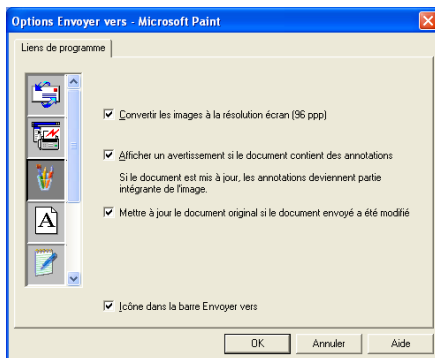 Options Envoyer vers - Microsoft Paint
Liens de programme
Convertir les images à la résolution écran (96 ppp)
Afficher un avertissement si le document contient des annotations
Si le document est mis à jour, les annotations deviennent partie
intégrante de l'image.
Mettre à jour le document original si le document envoyé a été modifié
A
Icône dans la barre Envoyer vers
OK Annuler Aide